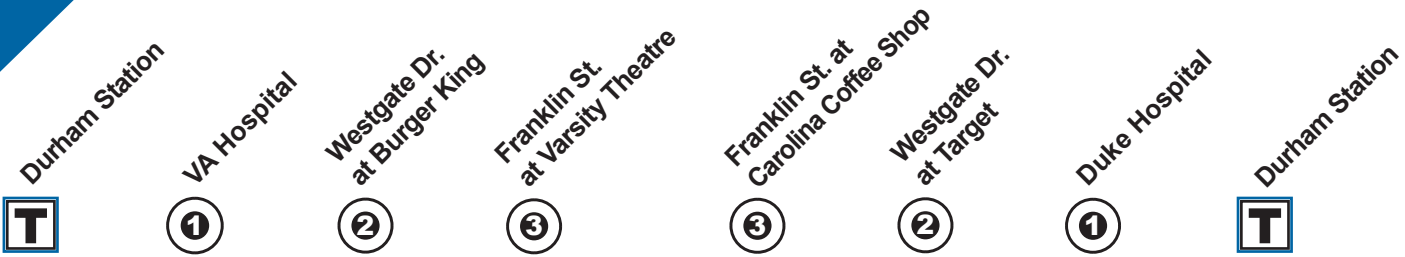 Durham Station
VA Hospital
Westgate Dr.
at Burger King
Franklin St.
at Varsity Theatre
Franklin St. at
Carolina Coffee Shop
Westgate Dr.
at Target
Duke Hospital
Durham Station
T
1
2
3
3
2
1
T